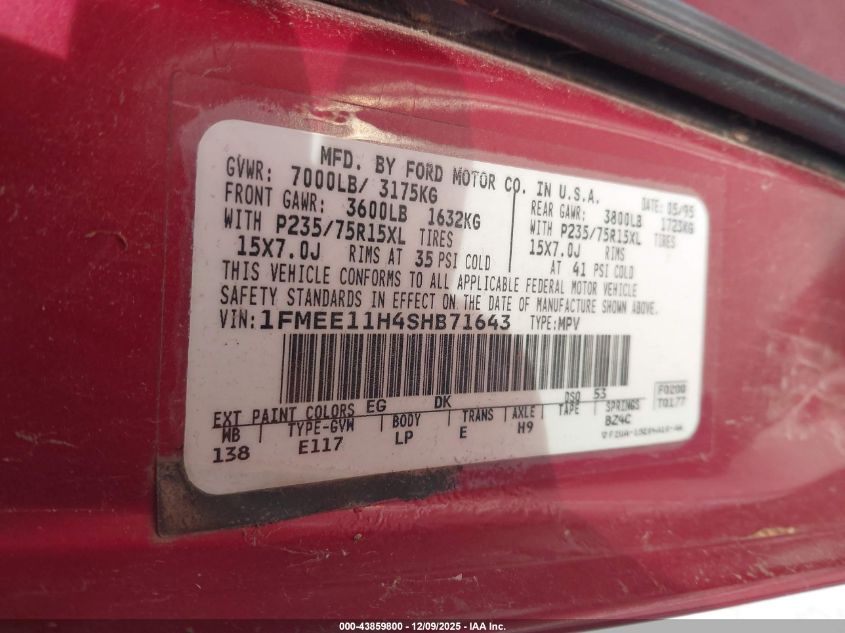 MFD. BY FORD MOTOR CO. IN U.S.A.
GVWR: 7000LB/ 3175KG 05/95
FRONT GAWR: 3600LB 1632KG REAR GAWR: 3800LB 1723KG
WITH P235/75R15XL TIRES WITH P235/75R15XL TIRES
15X7.0J RIMS AT 35 PSI COLD 15X7.0J RIMS AT 41 PSI COLD
THIS VEHICLE CONFORMS TO ALL APPLICABLE FEDERAL MOTOR VEHICLE
SAFETY STANDARDS IN EFFECT ON THE DATE OF MANUFACTURE SHOWN ABOVE.
VIN: 1FMEE11H4SHB71643 TYPE: MPV
F0200
T0177
EXT PAINT COLORS EG DK DSO 53
WB TYPE-GVW BODY TRANS AXLE TAPE SPRINGS
138 E117 LP E H9 BZ4C
000-43859800 - 12/09/2025 - IAA Inc.